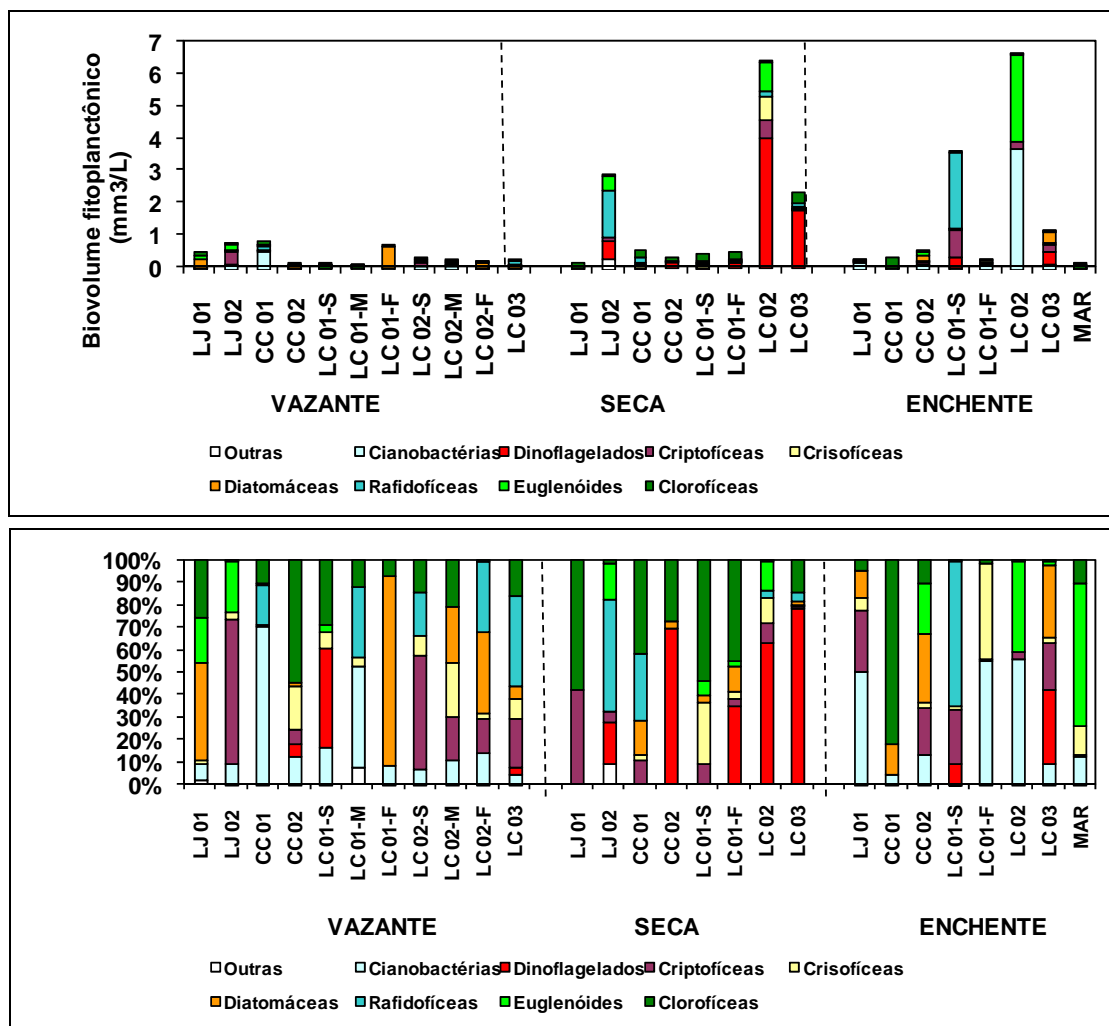 Biovolume fitoplanctônico
(mm3/L)
7
6
5
4
3
2
1
0
LJ 01
LJ 02
CC 01
CC 02
LC 01-S
LC 01-M
LC 01-F
LC 02-S
LC 02-M
LC 02-F
LC 03
LJ 01
LJ 02
CC 01
CC 02
LC 01-S
LC 01-F
LC 02
LC 03
LJ 01
CC 01
CC 02
LC 01-S
LC 01-F
LC 02
LC 03
MAR
VAZANTE SECA ENCHENTE
Outras Cianobactérias Dinoflagelados Criptofíceas Crisofíceas
Diatomáceas Rafidofíceas Euglenóides Clorofíceas
100%
90%
80%
70%
60%
50%
40%
30%
20%
10%
0%
LJ 01
LJ 02
CC 01
CC 02
LC 01-S
LC 01-M
LC 01-F
LC 02-S
LC 02-M
LC 02-F
LC 03
LJ 01
LJ 02
CC 01
CC 02
LC 01-S
LC 01-F
LC 02
LC 03
LJ 01
CC 01
CC 02
LC 01-S
LC 01-F
LC 02
LC 03
MAR
VAZANTE SECA ENCHENTE
Outras Cianobactérias Dinoflagelados Criptofíceas Crisofíceas
Diatomáceas Rafidofíceas Euglenóides Clorofíceas